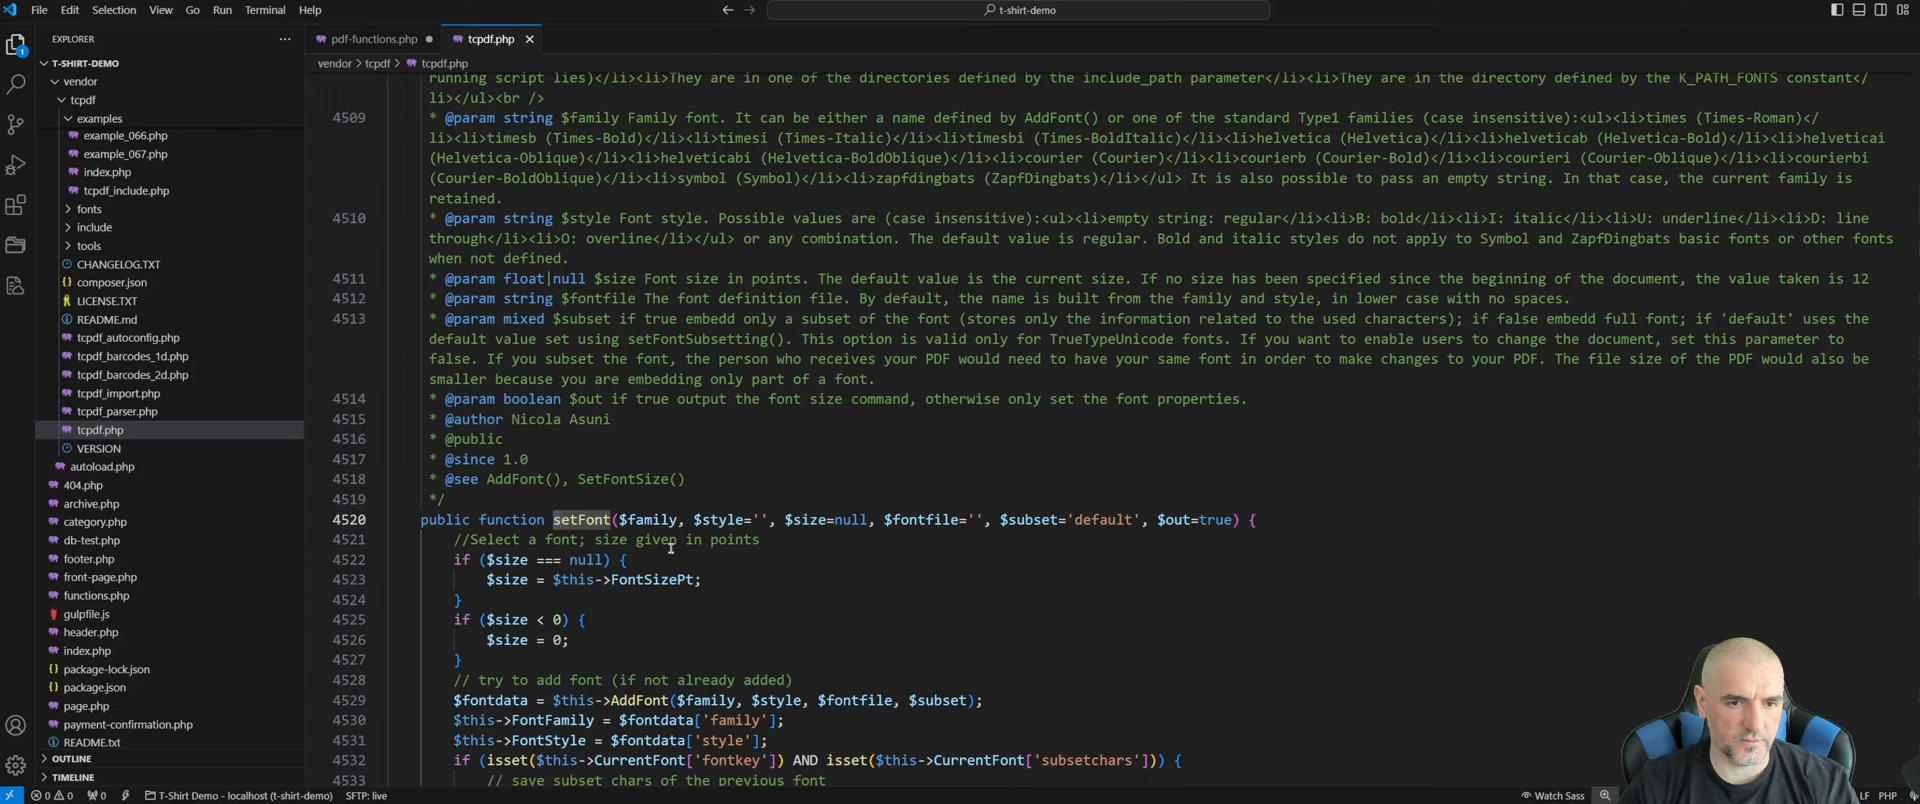 File Edit Selection View Go Run Terminal Help
t-shirt-demo
EXPLORER
T-SHIRT-DEMO
vendor
tcpdf
examples
example_066.php
example_067.php
index.php
tcpdf_include.php
fonts
include
tools
CHANGELOG.TXT
composer.json
LICENSE.TXT
README.md
tcpdf_autoconfig.php
tcpdf_barcodes_1d.php
tcpdf_barcodes_2d.php
tcpdf_import.php
tcpdf_parser.php
tcpdf.php
VERSION
autoload.php
404.php
archive.php
category.php
db-test.php
footer.php
front-page.php
functions.php
gulpfile.js
header.php
index.php
package-lock.json
package.json
page.php
payment-confirmation.php
README.txt
OUTLINE
TIMELINE
pdf-functions.php
tcpdf.php
vendor > tcpdf > tcpdf.php
running script lies)</li><li>They are in one of the directories defined by the include_path parameter</li><li>They are in the directory defined by the K_PATH_FONTS constant</
li></ul><br />
4509 * @param string $family Family font. It can be either a name defined by AddFont() or one of the standard Type1 families (case insensitive):<ul><li>times (Times-Roman)</
li><li>timesb (Times-Bold)</li><li>timesi (Times-Italic)</li><li>timesbi (Times-BoldItalic)</li><li>helvetica (Helvetica)</li><li>helveticab (Helvetica-Bold)</li><li>helveticai
(Helvetica-Oblique)</li><li>helveticabi (Helvetica-BoldOblique)</li><li>courier (Courier)</li><li>courierb (Courier-Bold)</li><li>courieri (Courier-Oblique)</li><li>courierbi
(Courier-BoldOblique)</li><li>symbol (Symbol)</li><li>zapfdingbats (ZapfDingbats)</li></ul> It is also possible to pass an empty string. In that case, the current family is
retained.
4510 * @param string $style Font style. Possible values are (case insensitive):<ul><li>empty string: regular</li><li>B: bold</li><li>I: italic</li><li>U: underline</li><li>D: line
through</li><li>O: overline</li></ul> or any combination. The default value is regular. Bold and italic styles do not apply to Symbol and ZapfDingbats basic fonts or other fonts
when not defined.
4511 * @param float|null $size Font size in points. The default value is the current size. If no size has been specified since the beginning of the document, the value taken is 12
4512 * @param string $fontfile The font definition file. By default, the name is built from the family and style, in lower case with no spaces.
4513 * @param mixed $subset if true embedd only a subset of the font (stores only the information related to the used characters); if false embedd full font; if 'default' uses the
default value set using setFontSubsetting(). This option is valid only for TrueTypeUnicode fonts. If you want to enable users to change the document, set this parameter to
false. If you subset the font, the person who receives your PDF would need to have your same font in order to make changes to your PDF. The file size of the PDF would also be
smaller because you are embedding only part of a font.
4514 * @param boolean $out if true output the font size command, otherwise only set the font properties.
4515 * @author Nicola Asuni
4516 * @public
4517 * @since 1.0
4518 * @see AddFont(), SetFontSize()
4519 */
4520 public function setFont($family, $style='', $size=null, $fontfile='', $subset='default', $out=true) {
4521 //Select a font; size given in points
4522 if ($size === null) {
4523 $size = $this->FontSizePt;
4524 }
4525 if ($size < 0) {
4526 $size = 0;
4527 }
4528 // try to add font (if not already added)
4529 $fontdata = $this->AddFont($family, $style, $fontfile, $subset);
4530 $this->FontFamily = $fontdata['family'];
4531 $this->FontStyle = $fontdata['style'];
4532 if (isset($this->CurrentFont['fontkey']) AND isset($this->CurrentFont['subsetchars'])) {
4533 // save subset chars of the previous font
0 0 0 T-Shirt Demo - localhost (t-shirt-demo) SFTP: live Watch Sass LF PHP